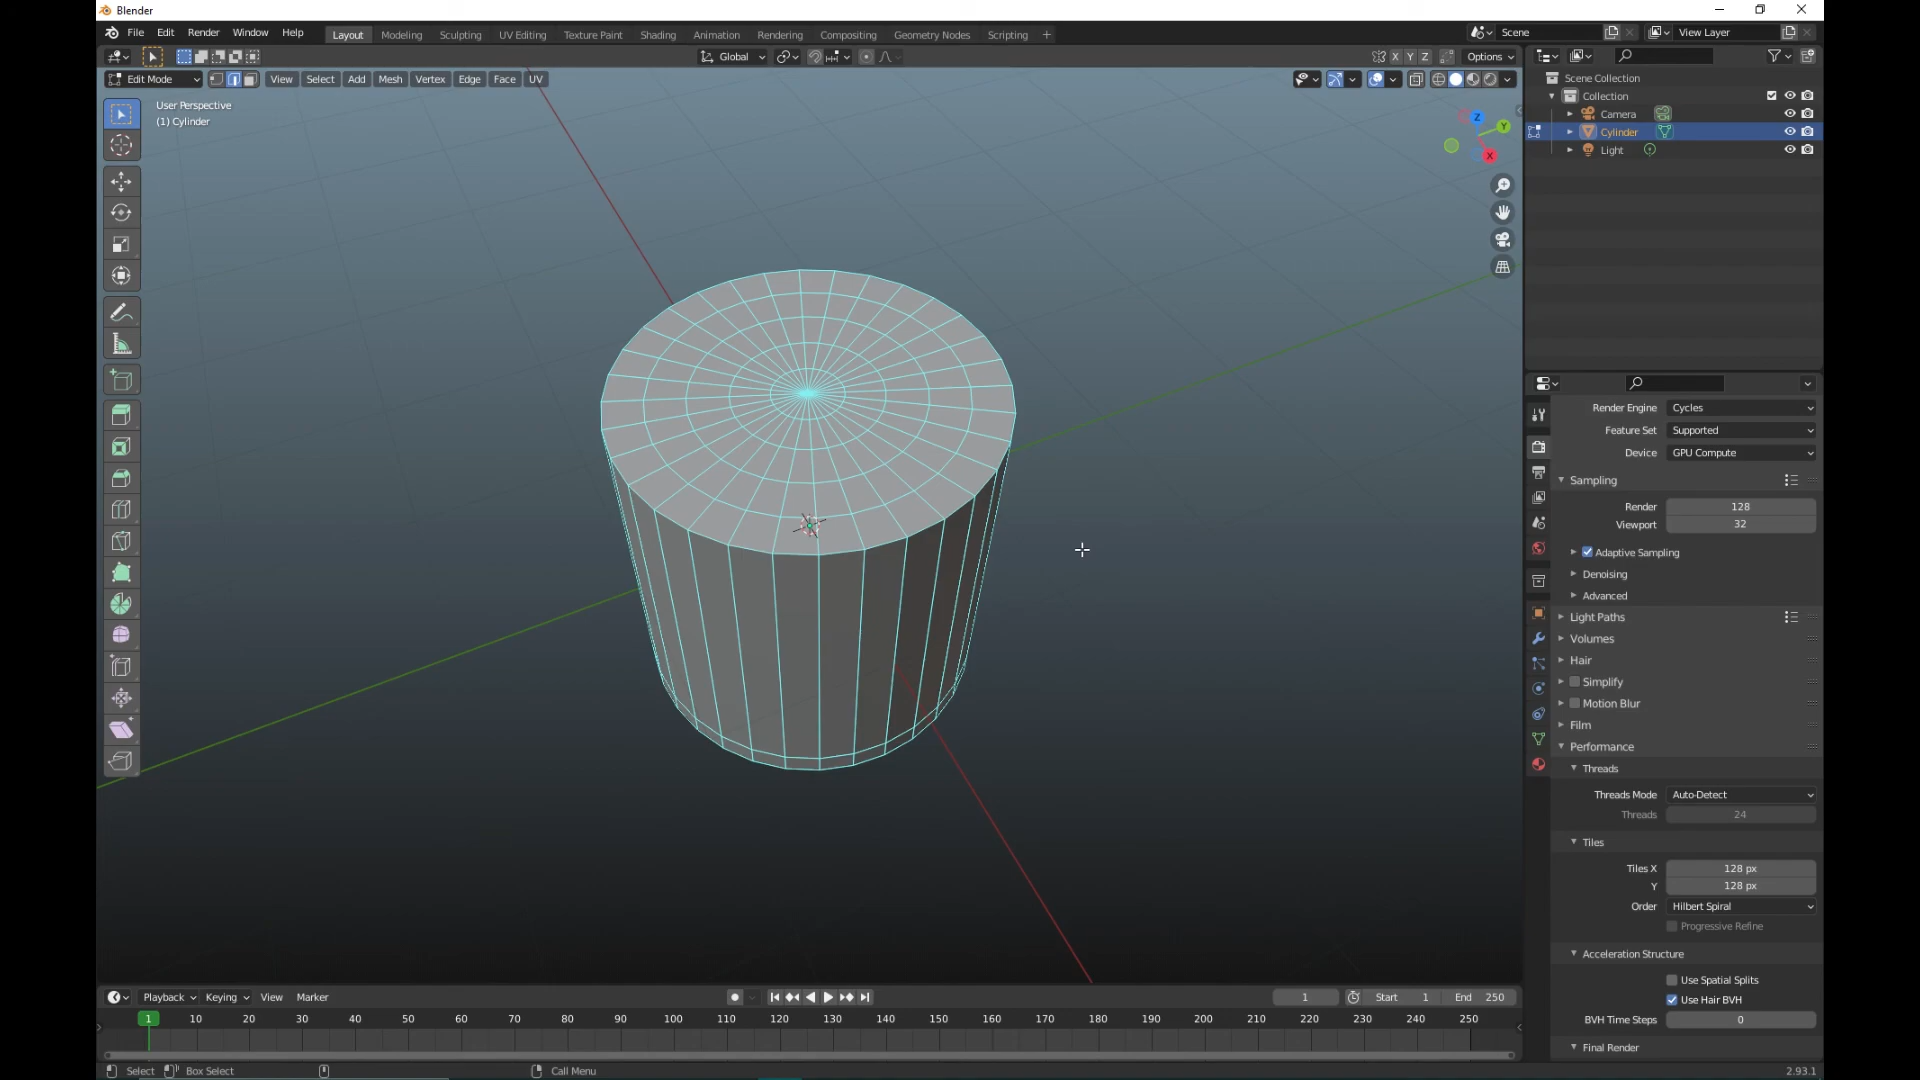 Blender
File Edit Render Window Help Layout Modeling Sculpting UV Editing Texture Paint Shading Animation Rendering Compositing Geometry Nodes Scripting + Scene View Layer
Global X Y Z Options
Edit Mode View Select Add Mesh Vertex Edge Face UV
User Perspective
(1) Cylinder
Z
Y
X
Scene Collection
Collection
Camera
Cylinder
Light
Render Engine Cycles
Feature Set Supported
Device GPU Compute
Sampling
Render 128
Viewport 32
Adaptive Sampling
Denoising
Advanced
Light Paths
Volumes
Hair
Simplify
Motion Blur
Film
Performance
Threads
Threads Mode Auto-Detect
Threads 24
Tiles
Tiles X 128 px
Y 128 px
Order Hilbert Spiral
Progressive Refine
Acceleration Structure
Use Spatial Splits
Use Hair BVH
BVH Time Steps 0
Final Render
Playback Keying View Marker 1 Start 1 End 250
1 10 20 30 40 50 60 70 80 90 100 110 120 130 140 150 160 170 180 190 200 210 220 230 240 250
Select Box Select Call Menu 2.93.1